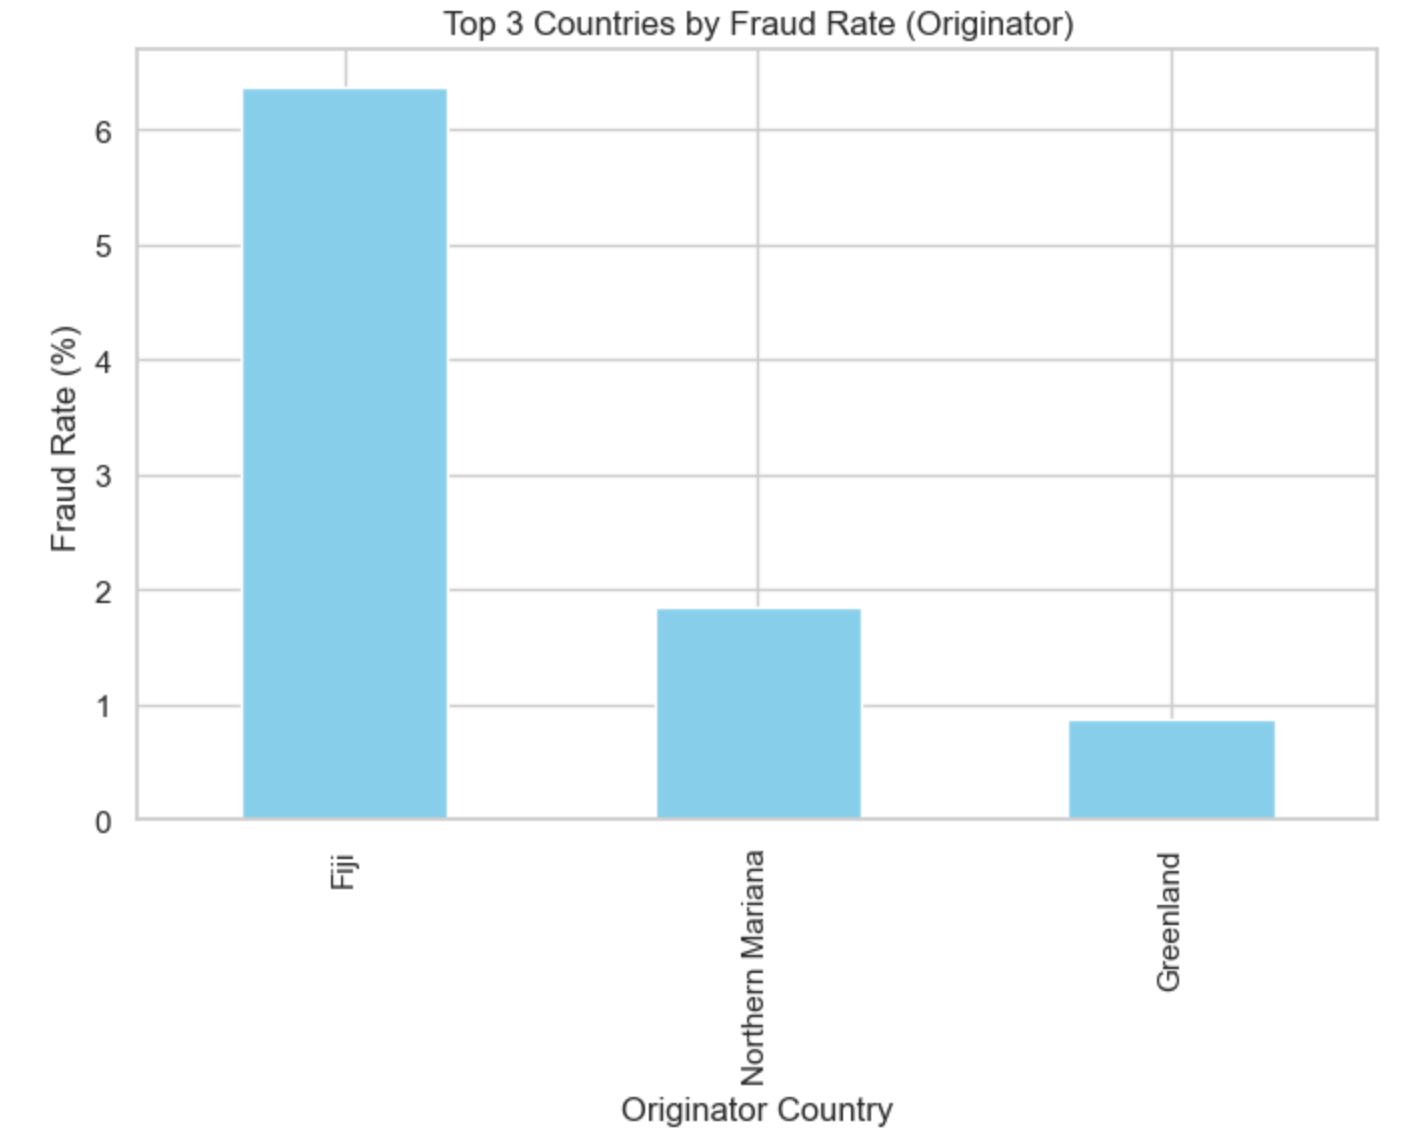 Top 3 Countries by Fraud Rate (Originator)
Fraud Rate (%)
6
5
4
3
2
1
0
Fiji
Northern Mariana
Greenland
Originator Country